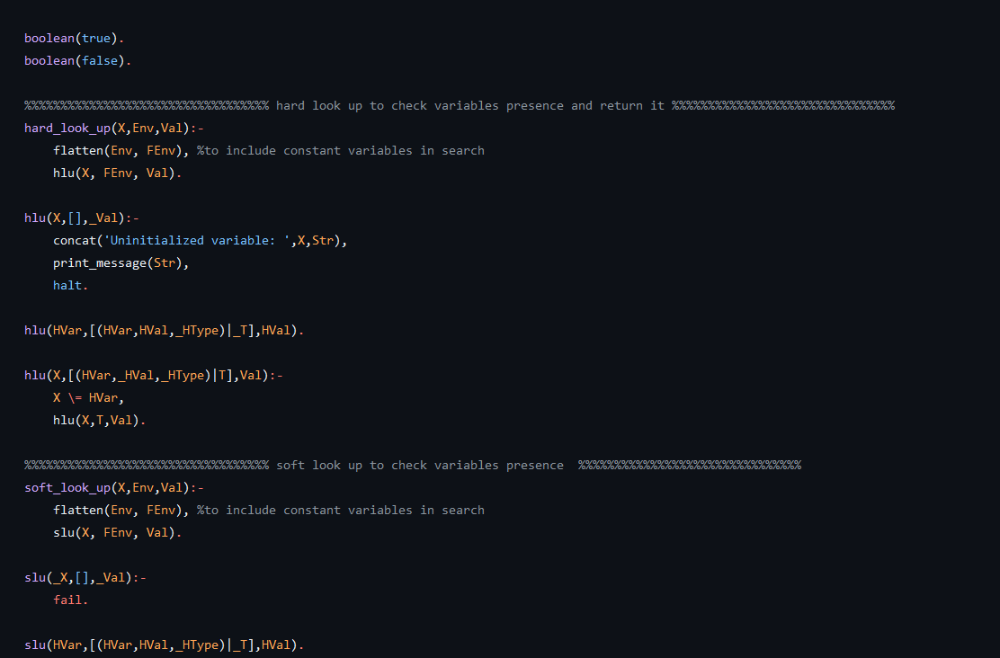 boolean(true).
boolean(false).
%%%%%%%%%%%%%%%%%%%%%%%%%%%%%%%%%% hard look up to check variables presence and return it %%%%%%%%%%%%%%%%%%%%%%%%%%%%%%%
hard_look_up(X,Env,Val):-
    flatten(Env, FEnv), %to include constant variables in search
    hlu(X, FEnv, Val).
hlu(X,[],_Val):-
    concat('Uninitialized variable: ',X,Str),
    print_message(Str),
    halt.
hlu(HVar,[(HVar,HVal,_HType)|_T],HVal).
hlu(X,[(HVar,_HVal,_HType)|T],Val):-
    X \= HVar,
    hlu(X,T,Val).
%%%%%%%%%%%%%%%%%%%%%%%%%%%%%%%%%% soft look up to check variables presence  %%%%%%%%%%%%%%%%%%%%%%%%%%%%%%%
soft_look_up(X,Env,Val):-
    flatten(Env, FEnv), %to include constant variables in search
    slu(X, FEnv, Val).
slu(_X,[],_Val):-
    fail.
slu(HVar,[(HVar,HVal,_HType)|_T],HVal).